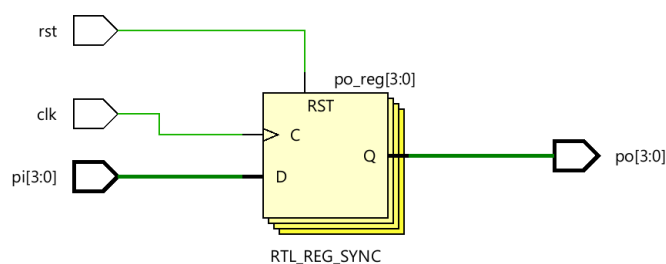 rst
po_reg[3:0]
RST
clk
C
Q
po[3:0]
pi[3:0]
D
RTL_REG_SYNC